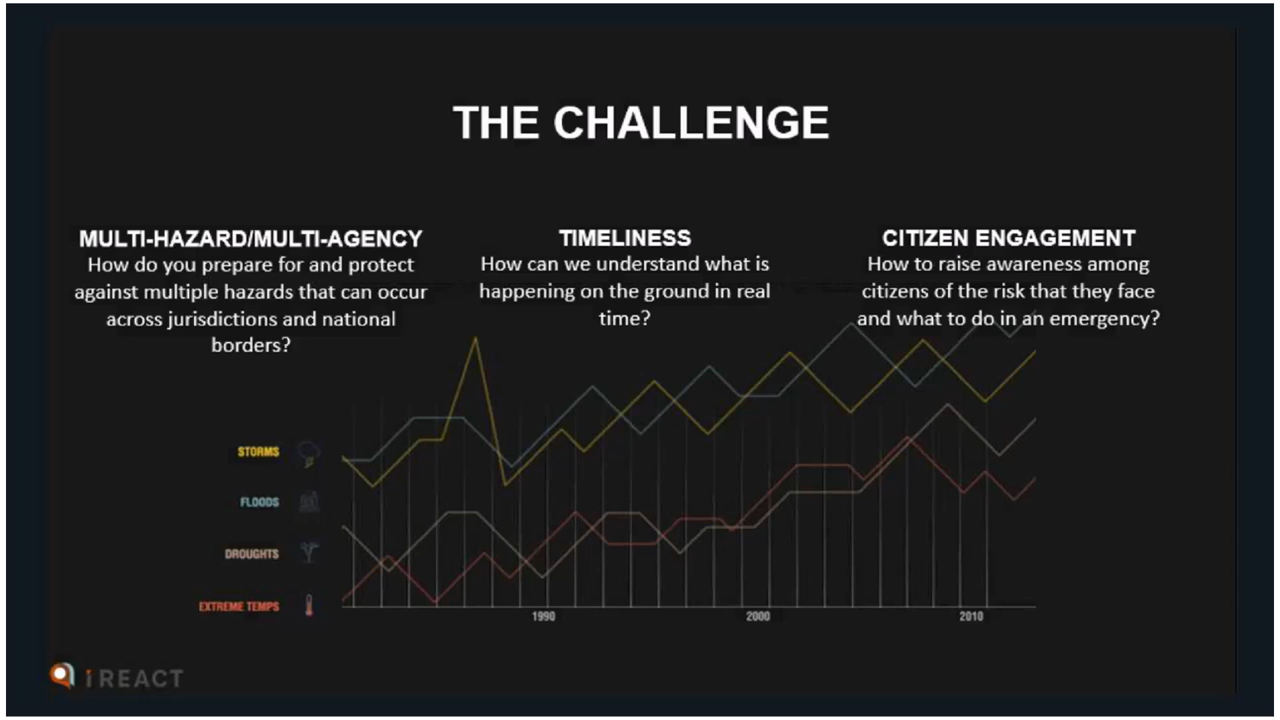 THE CHALLENGE
MULTI-HAZARD/MULTI-AGENCY
How do you prepare for and protect
against multiple hazards that can occur
across jurisdictions and national
borders?
TIMELINESS
How can we understand what is
happening on the ground in real
time?
CITIZEN ENGAGEMENT
How to raise awareness among
citizens of the risk that they face
and what to do in an emergency?
STORMS
FLOODS
DROUGHTS
EXTREME TEMPS
1990 2000 2010
iREACT